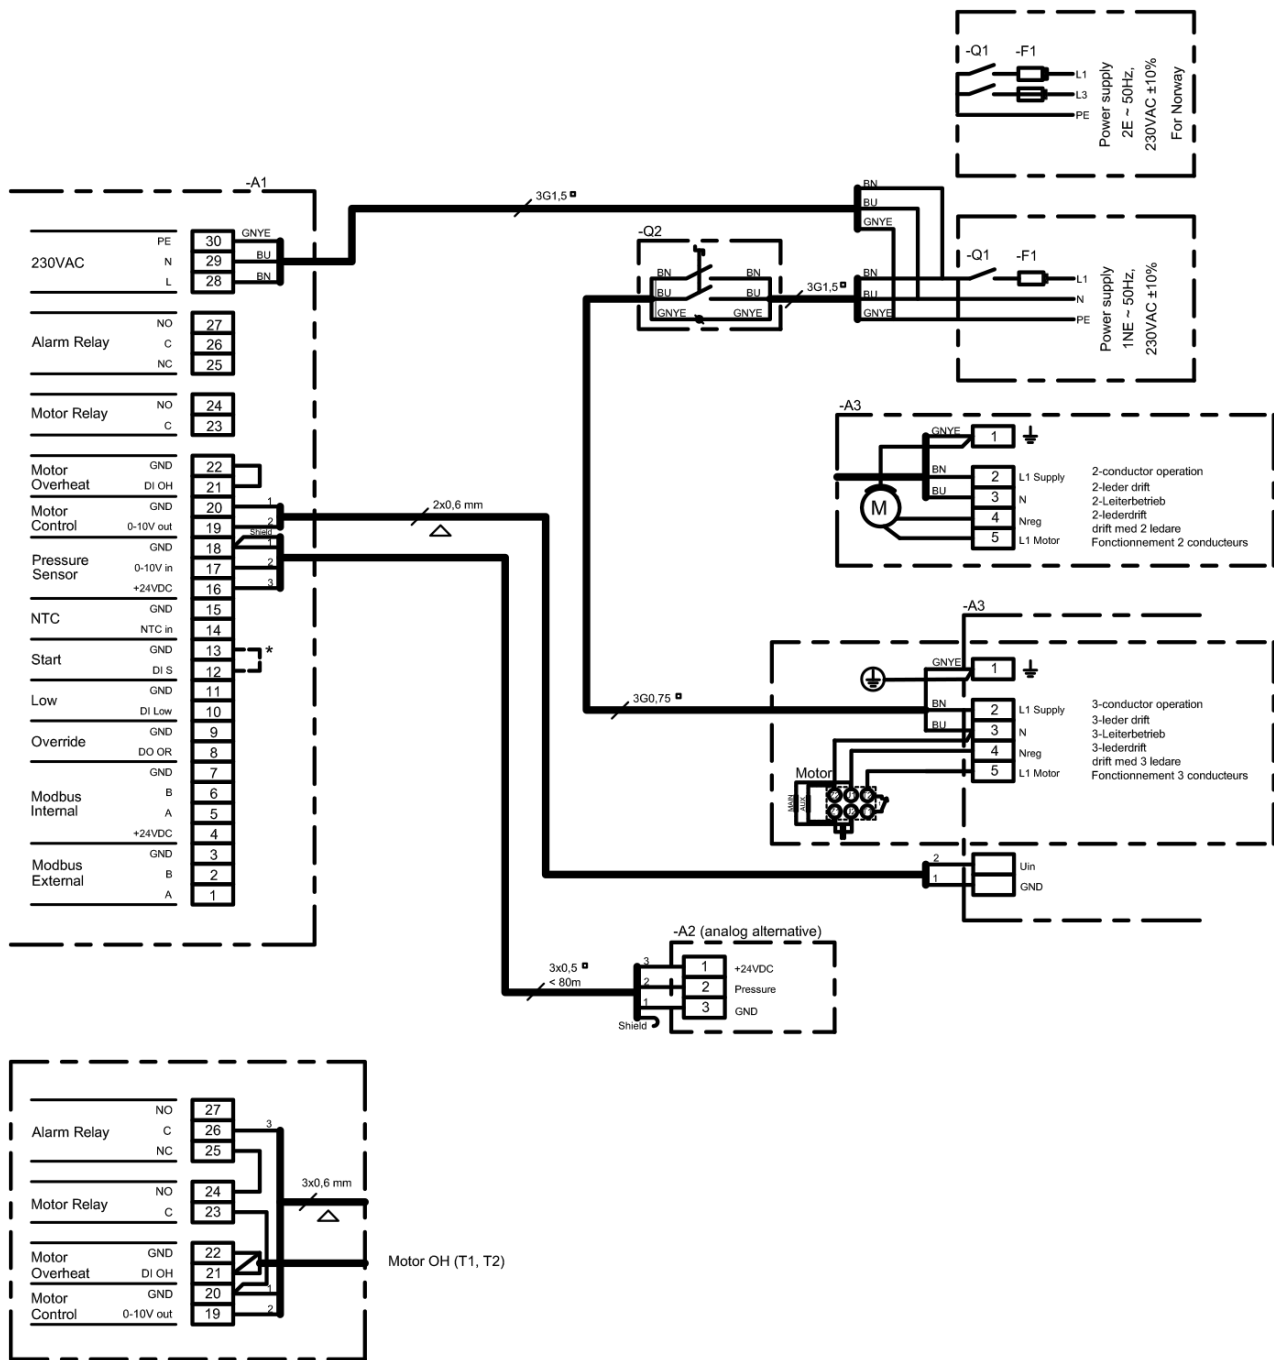 -Q1 -F1
L1
L3
PE
Power supply
2E ~ 50Hz,
230VAC ±10%
For Norway
-A1
3G1,5
BN
BU
GNYE
PE 30 GNYE
230VAC N 29 BU
L 28 BN
-Q2
BN BN
BU BU
GNYE GNYE
3G1,5
BN
BU
GNYE
-Q1 -F1
L1
N
PE
Power supply
1NE ~ 50Hz,
230VAC ±10%
NO 27
Alarm Relay C 26
NC 25
NO 24
Motor Relay C 23
Motor Overheat
GND 22
DI OH 21
Motor Control
GND 20 1
0-10V out 19 2
Shield
Pressure Sensor
GND 18 1
0-10V in 17 2
+24VDC 16 3
NTC
GND 15
NTC in 14
Start
GND 13 *
DI S 12
Low
GND 11
DI Low 10
Override
GND 9
DO OR 8
Modbus Internal
GND 7
B 6
A 5
+24VDC 4
Modbus External
GND 3
B 2
A 1
2x0,6 mm
-A3
GNYE 1
BN 2 L1 Supply
BU 3 N
M
4 Nreg
5 L1 Motor
2-conductor operation
2-leder drift
2-Leiterbetrieb
2-lederdrift
drift med 2 ledare
Fonctionnement 2 conducteurs
-A3
GNYE 1
3G0,75
BN 2 L1 Supply
BU 3 N
4 Nreg
5 L1 Motor
3-conductor operation
3-leder drift
3-Leiterbetrieb
3-lederdrift
drift med 3 ledare
Fonctionnement 3 conducteurs
Motor
MAIN
AUX
2 Uin
1 GND
-A2 (analog alternative)
3x0,5
< 80m
3 1 +24VDC
2 2 Pressure
1 3 GND
Shield
NO 27
Alarm Relay C 26 3
NC 25
NO 24
Motor Relay C 23
3x0,6 mm
Motor Overheat
GND 22
DI OH 21
Motor OH (T1, T2)
Motor Control
GND 20 1
0-10V out 19 2